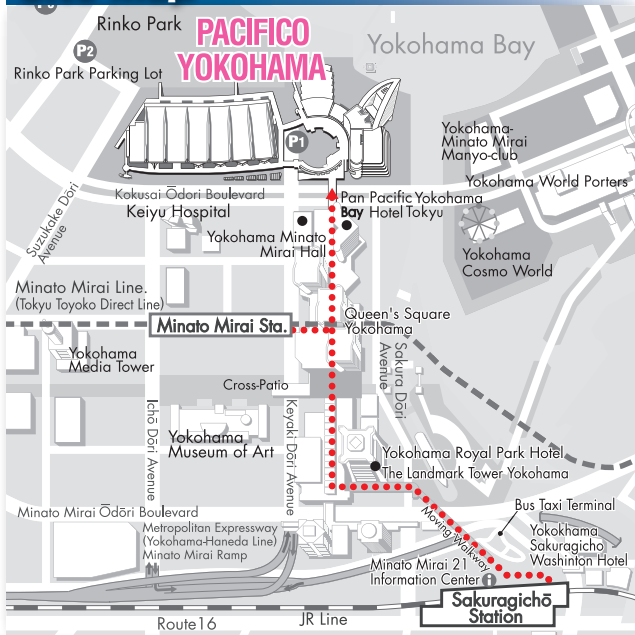 Rinko Park
PACIFICO
YOKOHAMA
Yokohama Bay
P2
Rinko Park Parking Lot
P1
Yokohama-
Minato Mirai
Manyo-club
Yokohama World Porters
Kokusai Ōdori Boulevard
Keiyu Hospital
Pan Pacific Yokohama
Bay Hotel Tokyu
Suzukake Dōri
Avenue
Yokohama Minato
Mirai Hall
Yokohama
Cosmo World
Minato Mirai Line.
(Tokyu Toyoko Direct Line)
Minato Mirai Sta.
Queen's Square
Yokohama
Yokohama
Media Tower
Sakura Dōri
Avenue
Cross-Patio
Ichō Dōri Avenue
Keyaki Dōri Avenue
Yokohama
Museum of Art
Yokohama Royal Park Hotel
The Landmark Tower Yokohama
Minato Mirai Ōdōri Boulevard
Bus Taxi Terminal
Metropolitan Expressway
(Yokohama-Haneda Line)
Minato Mirai Ramp
Moving Walkway
Yokokhama
Sakuragicho
Washinton Hotel
Minato Mirai 21
Information Center
i
Sakuragichō
Station
Route16
JR Line